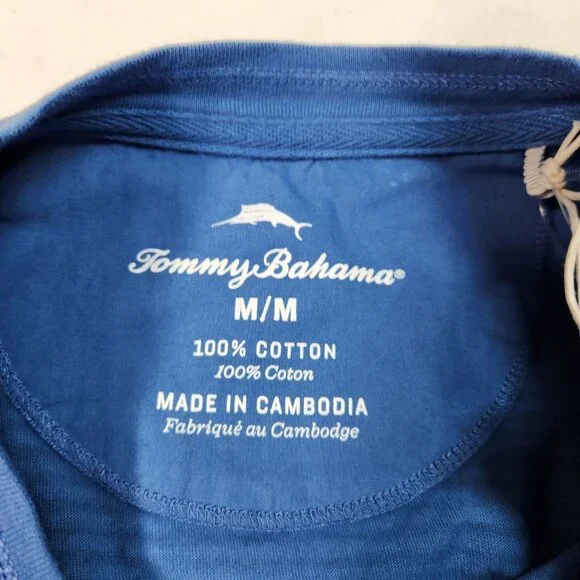 Tommy Bahama®
M/M
100% COTTON
100% Coton
MADE IN CAMBODIA
Fabriqué au Cambodge